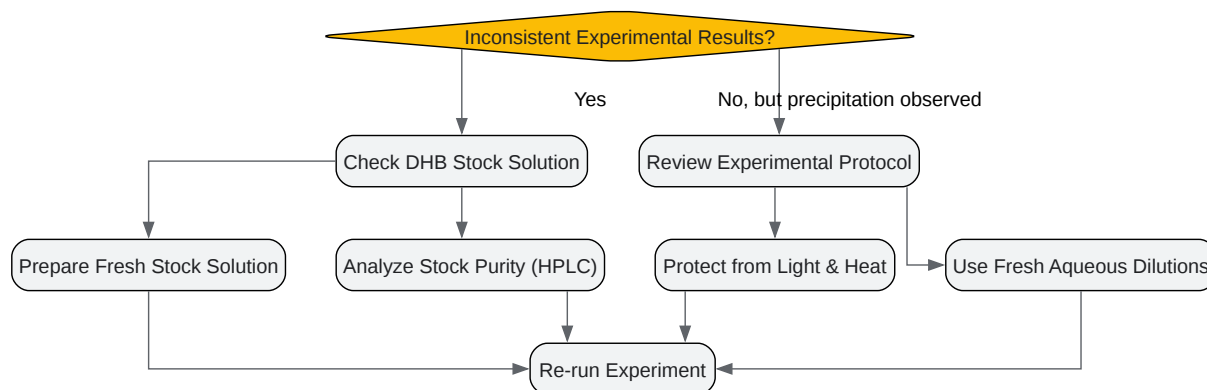 Inconsistent Experimental Results?
Yes
No, but precipitation observed
Check DHB Stock Solution
Review Experimental Protocol
Prepare Fresh Stock Solution
Analyze Stock Purity (HPLC)
Protect from Light & Heat
Use Fresh Aqueous Dilutions
Re-run Experiment